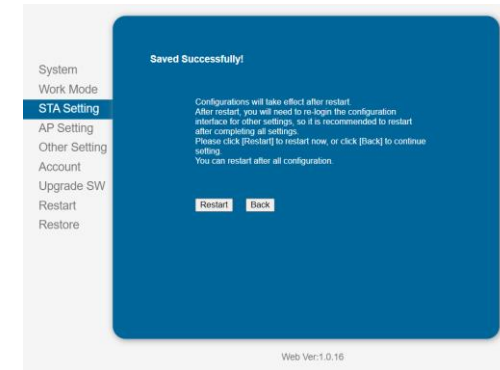 Saved Successfully!
System
Work Mode
STA Setting
AP Setting
Other Setting
Account
Upgrade SW
Restart
Restore
Configurations will take effect after restart.
After restart, you will need to re-login the configuration
interface for other settings, so it is recommended to restart
after completing all settings.
Please click [Restart] to restart now, or click [Back] to continue
setting.
You can restart after all configuration.
Restart Back
Web Ver:1.0.16